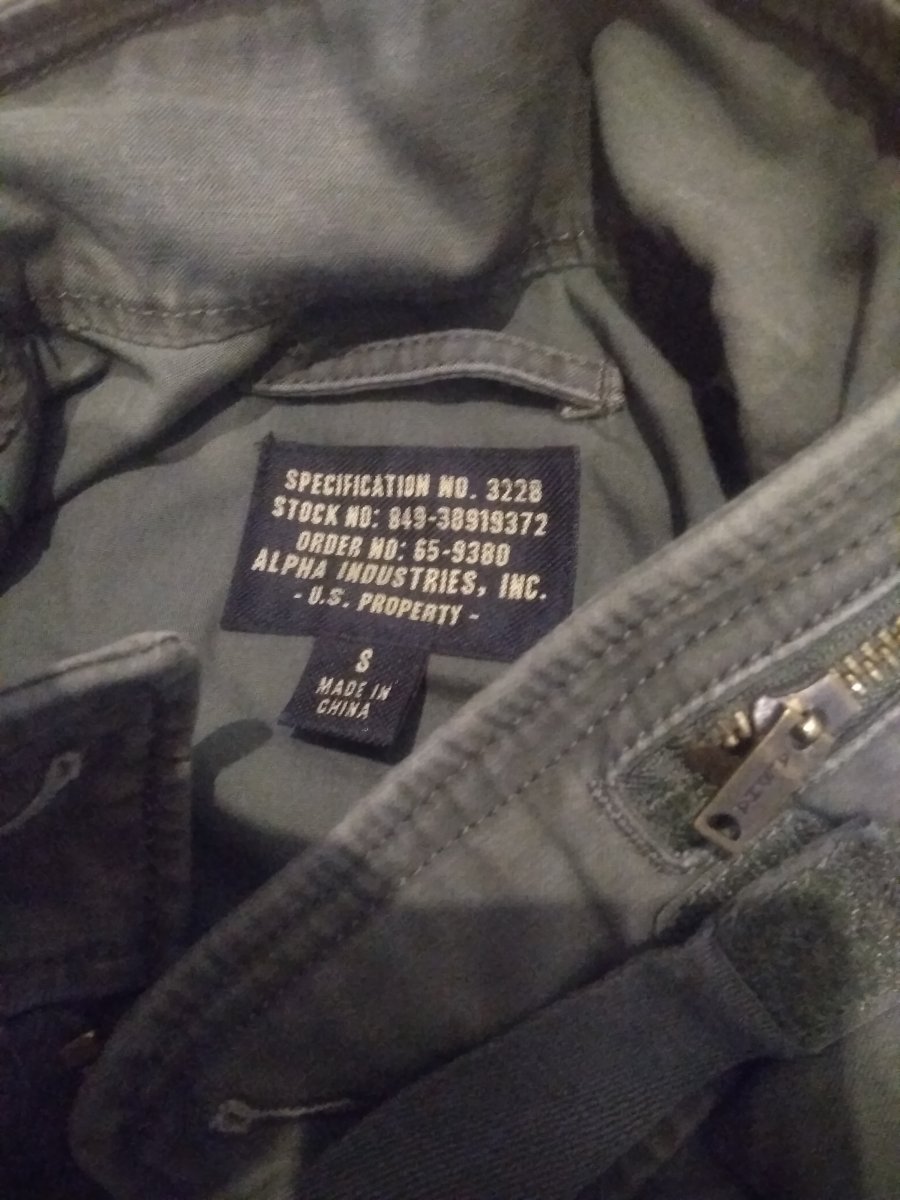 SPECIFICATION NO. 3228
STOCK NO: 849-38919372
ORDER NO: 65-9380
ALPHA INDUSTRIES, INC.
- U.S. PROPERTY -
S
MADE IN
CHINA